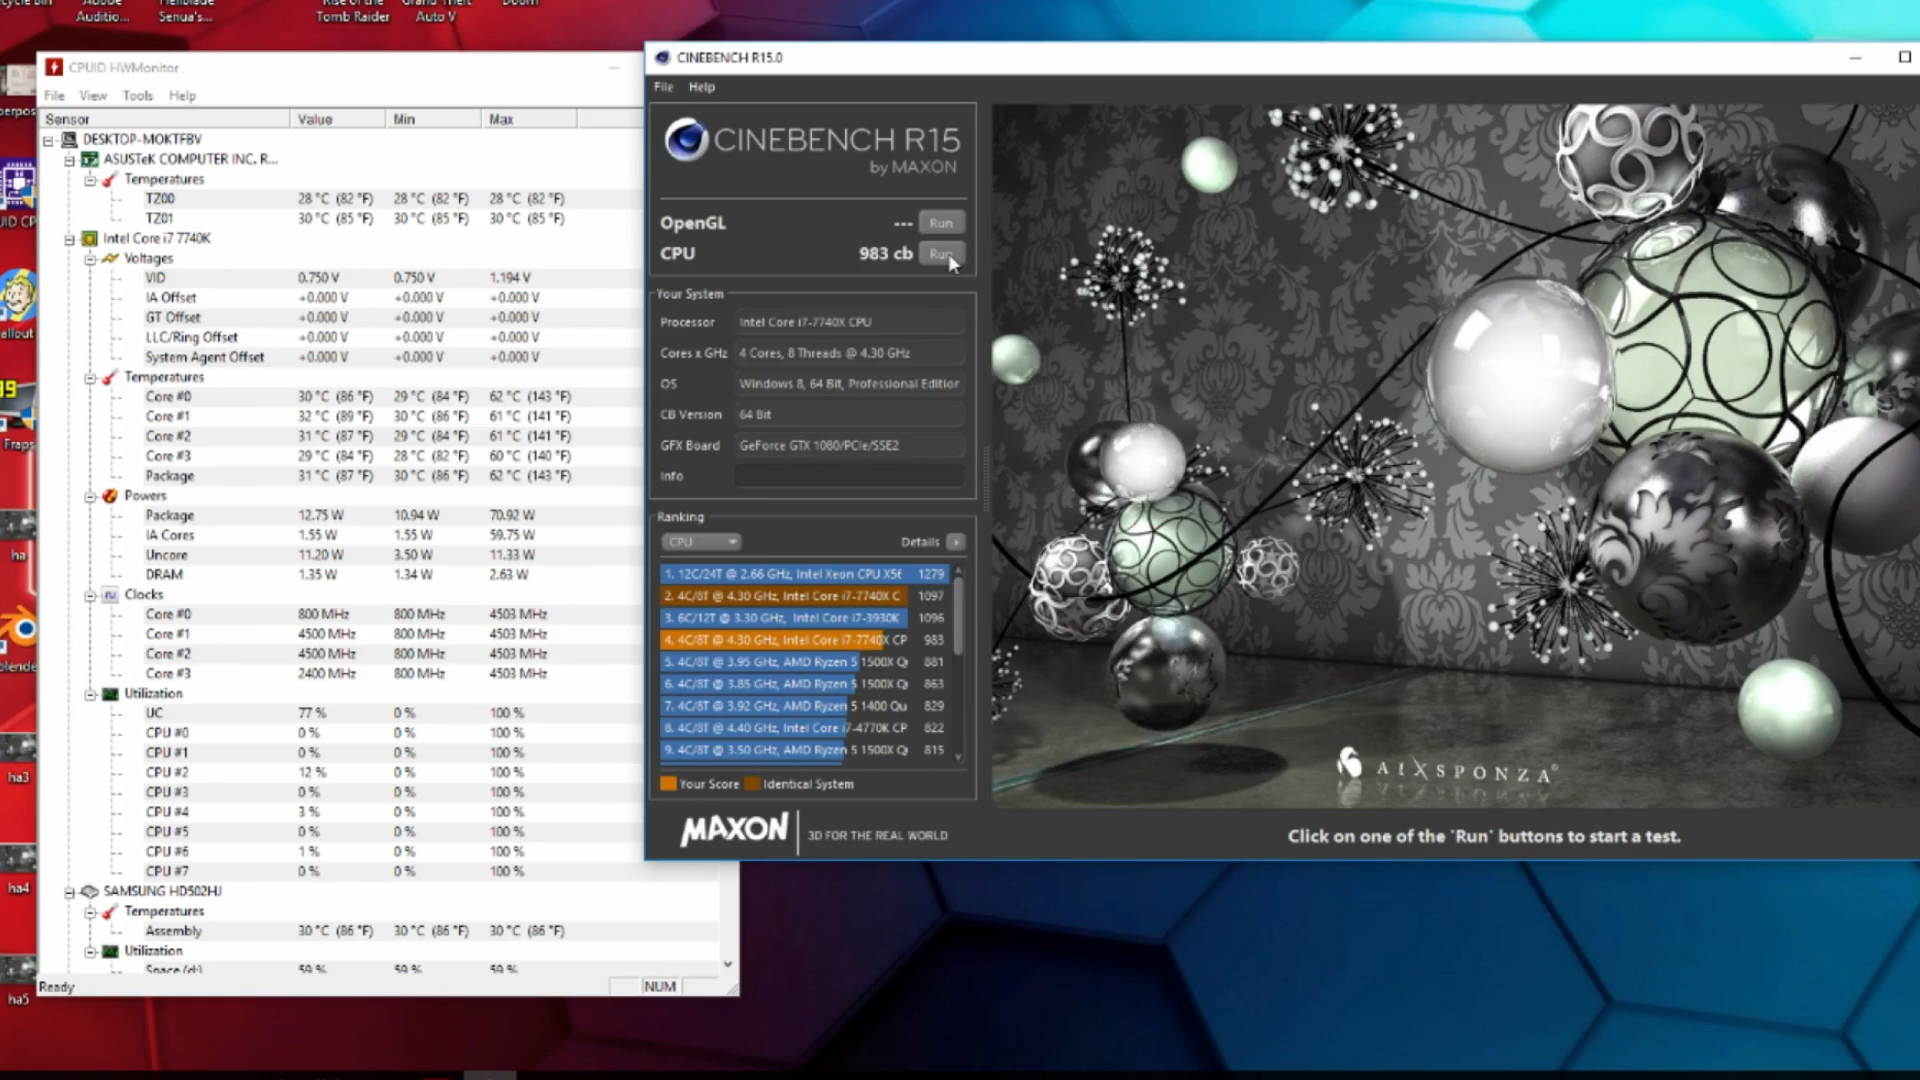 Adobe
Auditio...
Hellblade
Senua's...
Rise of the
Tomb Raider
Grand Theft
Auto V
Doom
CPUID HWMonitor
File View Tools Help
Sensor Value Min Max
DESKTOP-MOKTFBV
ASUSTeK COMPUTER INC. R...
Temperatures
TZ00 28 °C (82 °F) 28 °C (82 °F) 28 °C (82 °F)
TZ01 30 °C (85 °F) 30 °C (85 °F) 30 °C (85 °F)
Intel Core i7 7740K
Voltages
VID 0.750 V 0.750 V 1.194 V
IA Offset +0.000 V +0.000 V +0.000 V
GT Offset +0.000 V +0.000 V +0.000 V
LLC/Ring Offset +0.000 V +0.000 V +0.000 V
System Agent Offset +0.000 V +0.000 V +0.000 V
Temperatures
Core #0 30 °C (86 °F) 29 °C (84 °F) 62 °C (143 °F)
Core #1 32 °C (89 °F) 30 °C (86 °F) 61 °C (141 °F)
Core #2 31 °C (87 °F) 29 °C (84 °F) 61 °C (141 °F)
Core #3 29 °C (84 °F) 28 °C (82 °F) 60 °C (140 °F)
Package 31 °C (87 °F) 30 °C (86 °F) 62 °C (143 °F)
Powers
Package 12.75 W 10.94 W 70.92 W
IA Cores 1.55 W 1.55 W 59.75 W
Uncore 11.20 W 3.50 W 11.33 W
DRAM 1.35 W 1.34 W 2.63 W
Clocks
Core #0 800 MHz 800 MHz 4503 MHz
Core #1 4500 MHz 800 MHz 4503 MHz
Core #2 4500 MHz 800 MHz 4503 MHz
Core #3 2400 MHz 800 MHz 4503 MHz
Utilization
UC 77 % 0 % 100 %
CPU #0 0 % 0 % 100 %
CPU #1 0 % 0 % 100 %
CPU #2 12 % 0 % 100 %
CPU #3 0 % 0 % 100 %
CPU #4 3 % 0 % 100 %
CPU #5 0 % 0 % 100 %
CPU #6 1 % 0 % 100 %
CPU #7 0 % 0 % 100 %
SAMSUNG HD502HJ
Temperatures
Assembly 30 °C (86 °F) 30 °C (86 °F) 30 °C (86 °F)
Utilization
Space (d:) 59 % 59 % 59 %
Ready NUM
CINEBENCH R15.0
File Help
CINEBENCH R15
by MAXON
OpenGL --- Run
CPU 983 cb Run
Your System
Processor Intel Core i7-7740X CPU
Cores x GHz 4 Cores, 8 Threads @ 4.30 GHz
OS Windows 8, 64 Bit, Professional Edition
CB Version 64 Bit
GFX Board GeForce GTX 1080/PCIe/SSE2
Info
Ranking
CPU Details
1. 12C/24T @ 2.66 GHz, Intel Xeon CPU X56 1279
2. 4C/8T @ 4.30 GHz, Intel Core i7-7740X C 1097
3. 6C/12T @ 3.30 GHz, Intel Core i7-3930K 1096
4. 4C/8T @ 4.30 GHz, Intel Core i7-7740X CP 983
5. 4C/8T @ 3.95 GHz, AMD Ryzen 5 1500X Q 881
6. 4C/8T @ 3.85 GHz, AMD Ryzen 5 1500X Q 863
7. 4C/8T @ 3.92 GHz, AMD Ryzen 5 1400 Qu 829
8. 4C/8T @ 4.40 GHz, Intel Core i7-4770K CP 822
9. 4C/8T @ 3.50 GHz, AMD Ryzen 5 1500X Q 815
Your Score Identical System
MAXON 3D FOR THE REAL WORLD
AIXSPONZA®
Click on one of the 'Run' buttons to start a test.
UID CP
allout
99
Fraps
ha
blende
ha3
ha4
ha5